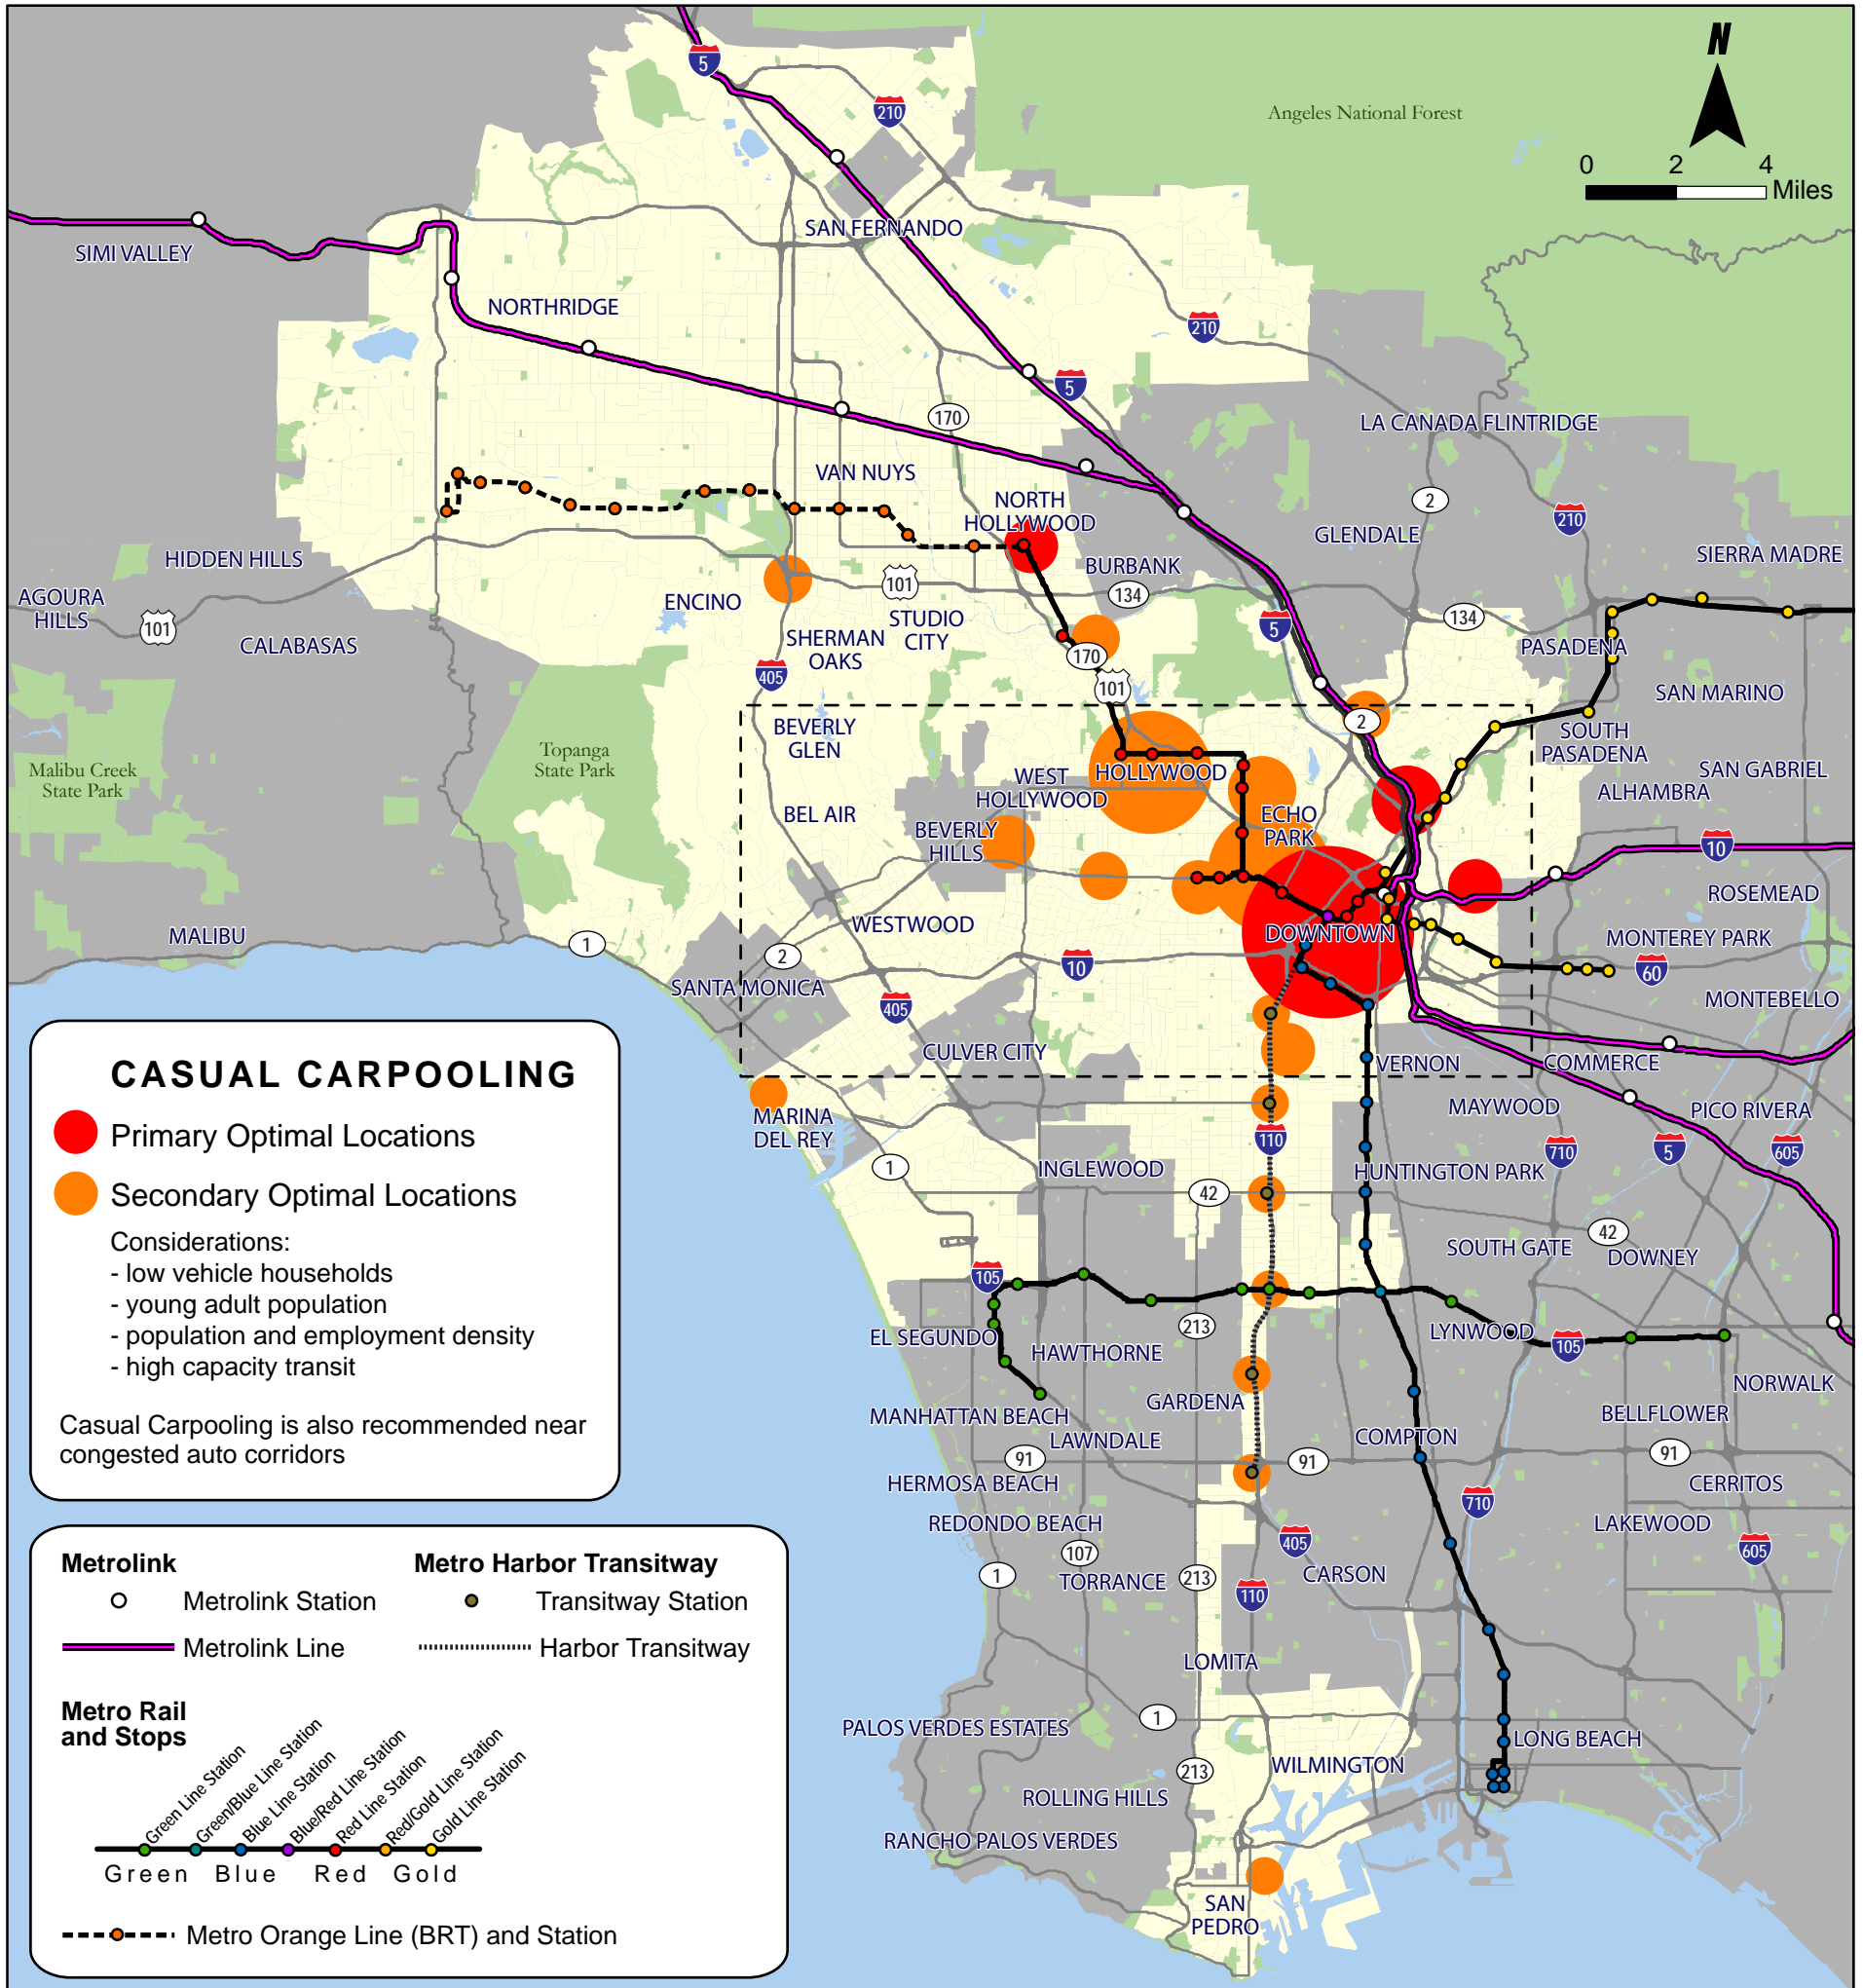 N
0 2 4
Miles
Angeles National Forest
5
210
SAN FERNANDO
SIMI VALLEY
NORTHRIDGE
210
5
170
LA CANADA FLINTRIDGE
VAN NUYS
2
NORTH
HOLLYWOOD
GLENDALE
210
HIDDEN HILLS
BURBANK
SIERRA MADRE
101
134
AGOURA
HILLS
101
ENCINO
STUDIO
CITY
5
134
CALABASAS
SHERMAN
OAKS
170
PASADENA
405
101
SAN MARINO
BEVERLY
GLEN
2
SOUTH
PASADENA
Topanga
State Park
Malibu Creek
State Park
WEST
HOLLYWOOD
HOLLYWOOD
SAN GABRIEL
ALHAMBRA
BEL AIR
ECHO
PARK
BEVERLY
HILLS
10
ROSEMEAD
WESTWOOD
DOWNTOWN
MALIBU
1
2
10
MONTEREY PARK
60
SANTA MONICA
405
MONTEBELLO
CULVER CITY
VERNON
COMMERCE
MARINA
DEL REY
MAYWOOD
PICO RIVERA
110
710
5
605
1
INGLEWOOD
HUNTINGTON PARK
42
42
SOUTH GATE
DOWNEY
105
213
EL SEGUNDO
HAWTHORNE
LYNWOOD
105
NORWALK
GARDENA
MANHATTAN BEACH
BELLFLOWER
LAWNDALE
COMPTON
91
91
91
HERMOSA BEACH
CERRITOS
710
REDONDO BEACH
LAKEWOOD
107
405
605
1
TORRANCE
213
CARSON
110
LOMITA
PALOS VERDES ESTATES
1
LONG BEACH
213
WILMINGTON
ROLLING HILLS
RANCHO PALOS VERDES
SAN
PEDRO
CASUAL CARPOOLING
Primary Optimal Locations
Secondary Optimal Locations
Considerations:
- low vehicle households
- young adult population
- population and employment density
- high capacity transit
Casual Carpooling is also recommended near
congested auto corridors
Metrolink
Metrolink Station
Metrolink Line
Metro Harbor Transitway
Transitway Station
Harbor Transitway
Metro Rail
and Stops
Green Line Station
Green/Blue Line Station
Blue Line Station
Blue/Red Line Station
Red Line Station
Red/Gold Line Station
Gold Line Station
Green Blue Red Gold
Metro Orange Line (BRT) and Station